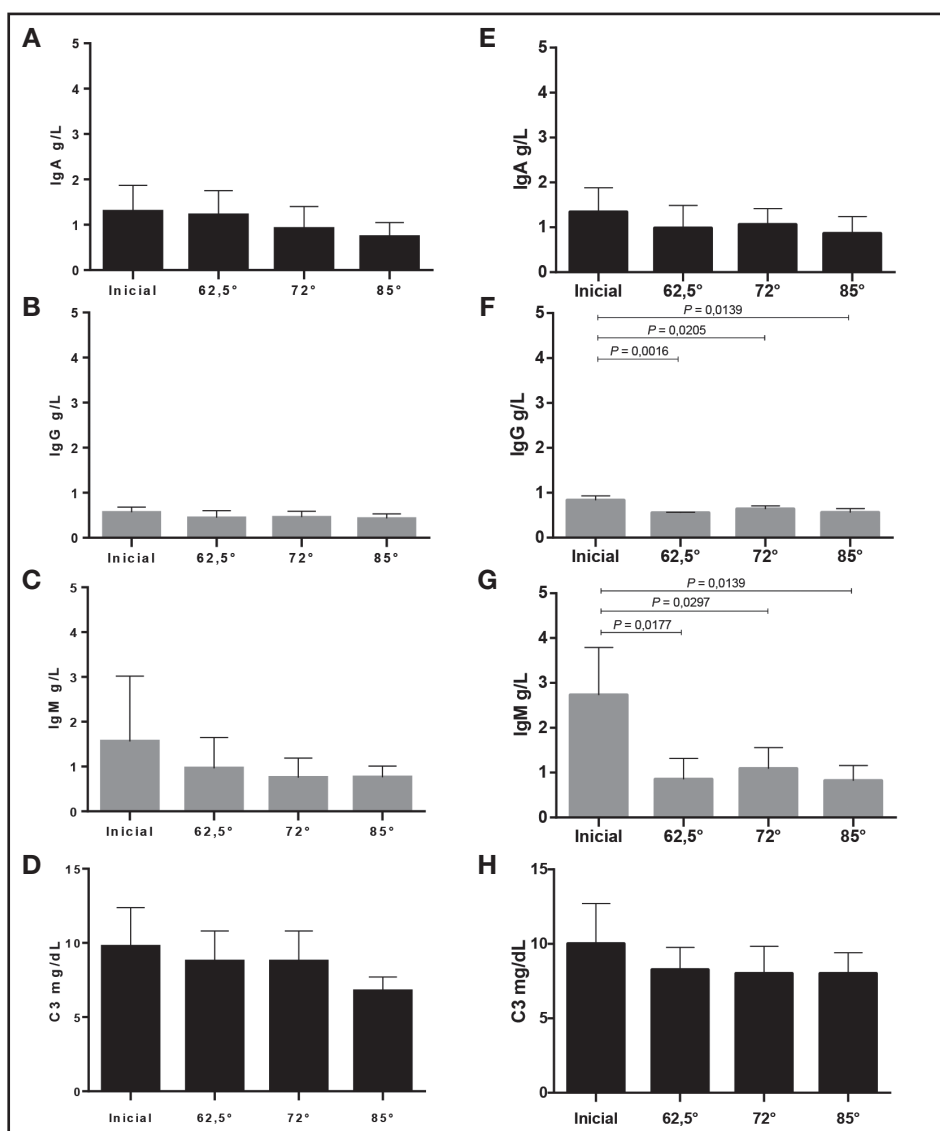 A
IgA g/L
5
4
3
2
1
0
Inicial 62,5° 72° 85°
B
IgG g/L
5
4
3
2
1
0
Inicial 62,5° 72° 85°
C
IgM g/L
5
4
3
2
1
0
Inicial 62,5° 72° 85°
D
C3 mg/dL
15
10
5
0
Inicial 62,5° 72° 85°
E
IgA g/L
5
4
3
2
1
0
Inicial 62,5° 72° 85°
F
P = 0,0139
P = 0,0205
P = 0,0016
IgG g/L
5
4
3
2
1
0
Inicial 62,5° 72° 85°
G
P = 0,0139
P = 0,0297
P = 0,0177
IgM g/L
5
4
3
2
1
0
Inicial 62,5° 72° 85°
H
C3 mg/dL
15
10
5
0
Inicial 62,5° 72° 85°